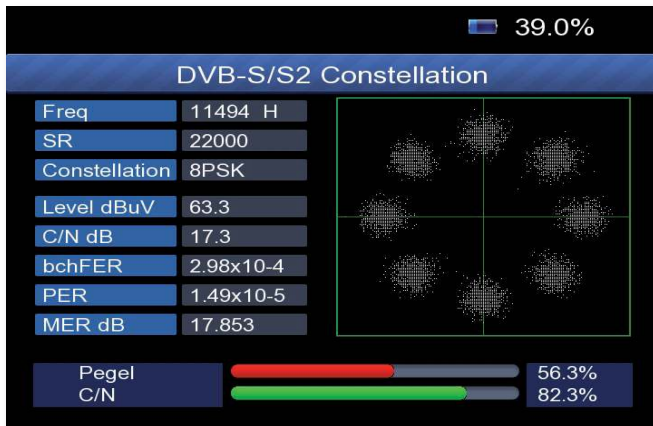 39.0%
DVB-S/S2 Constellation
Freq 11494 H
SR 22000
Constellation 8PSK
Level dBuV 63.3
C/N dB 17.3
bchFER 2.98x10-4
PER 1.49x10-5
MER dB 17.853
Pegel 56.3%
C/N 82.3%